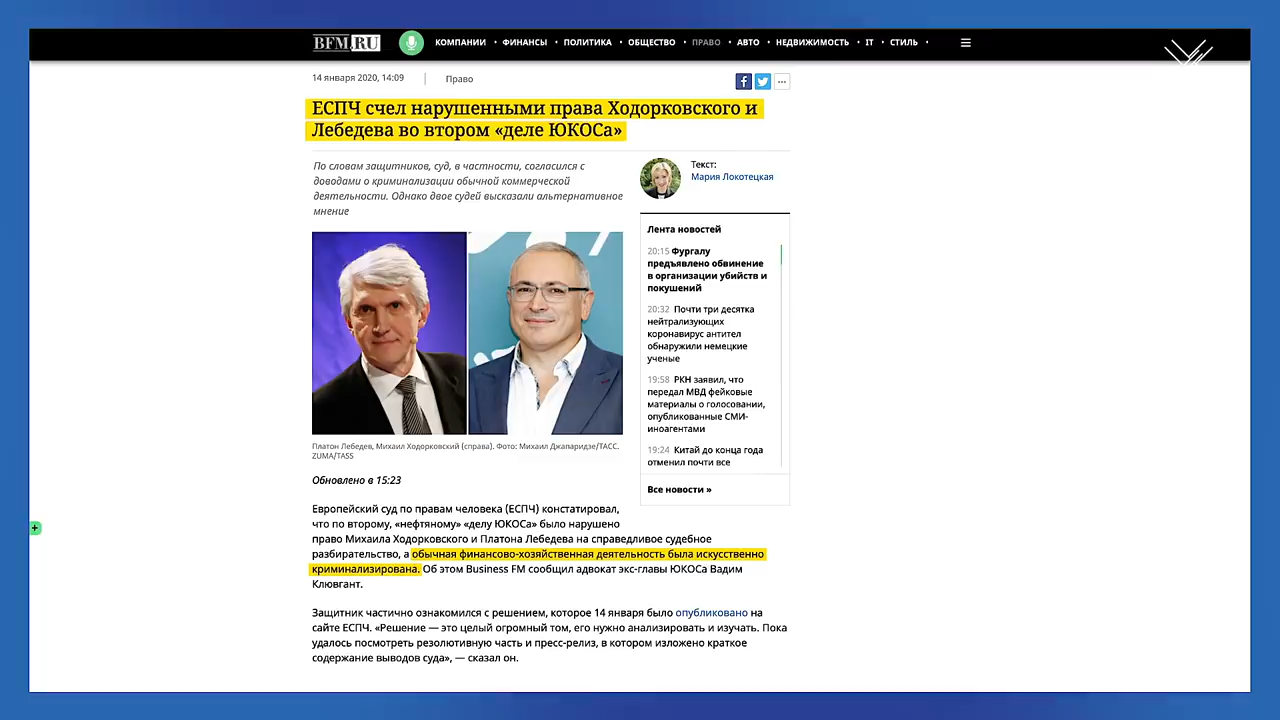 BFM.RU
КОМПАНИИ • ФИНАНСЫ • ПОЛИТИКА • ОБЩЕСТВО • ПРАВО • АВТО • НЕДВИЖИМОСТЬ • IT • СТИЛЬ •
14 января 2020, 14:09 | Право
ЕСПЧ счел нарушенными права Ходорковского и
Лебедева во втором «деле ЮКОСа»
По словам защитников, суд, в частности, согласился с
доводами о криминализации обычной коммерческой
деятельности. Однако двое судей высказали альтернативное
мнение
Текст:
Мария Локотецкая
Лента новостей
20:15 Фургалу
предъявлено обвинение
в организации убийств и
покушений
20:32 Почти три десятка
нейтрализующих
коронавирус антител
обнаружили немецкие
ученые
19:58 РКН заявил, что
передал МВД фейковые
материалы о голосовании,
опубликованные СМИ-
иноагентами
19:24 Китай до конца года
отменил почти все
Все новости »
Платон Лебедев, Михаил Ходорковский (справа). Фото: Михаил Джапаридзе/ТАСС.
ZUMA/TASS
Обновлено в 15:23
Европейский суд по правам человека (ЕСПЧ) констатировал,
что по второму, «нефтяному» «делу ЮКОСа» было нарушено
право Михаила Ходорковского и Платона Лебедева на справедливое судебное
разбирательство, а обычная финансово-хозяйственная деятельность была искусственно
криминализирована. Об этом Business FM сообщил адвокат экс-главы ЮКОСа Вадим
Клювгант.
Защитник частично ознакомился с решением, которое 14 января было опубликовано на
сайте ЕСПЧ. «Решение — это целый огромный том, его нужно анализировать и изучать. Пока
удалось посмотреть резолютивную часть и пресс-релиз, в котором изложено краткое
содержание выводов суда», — сказал он.